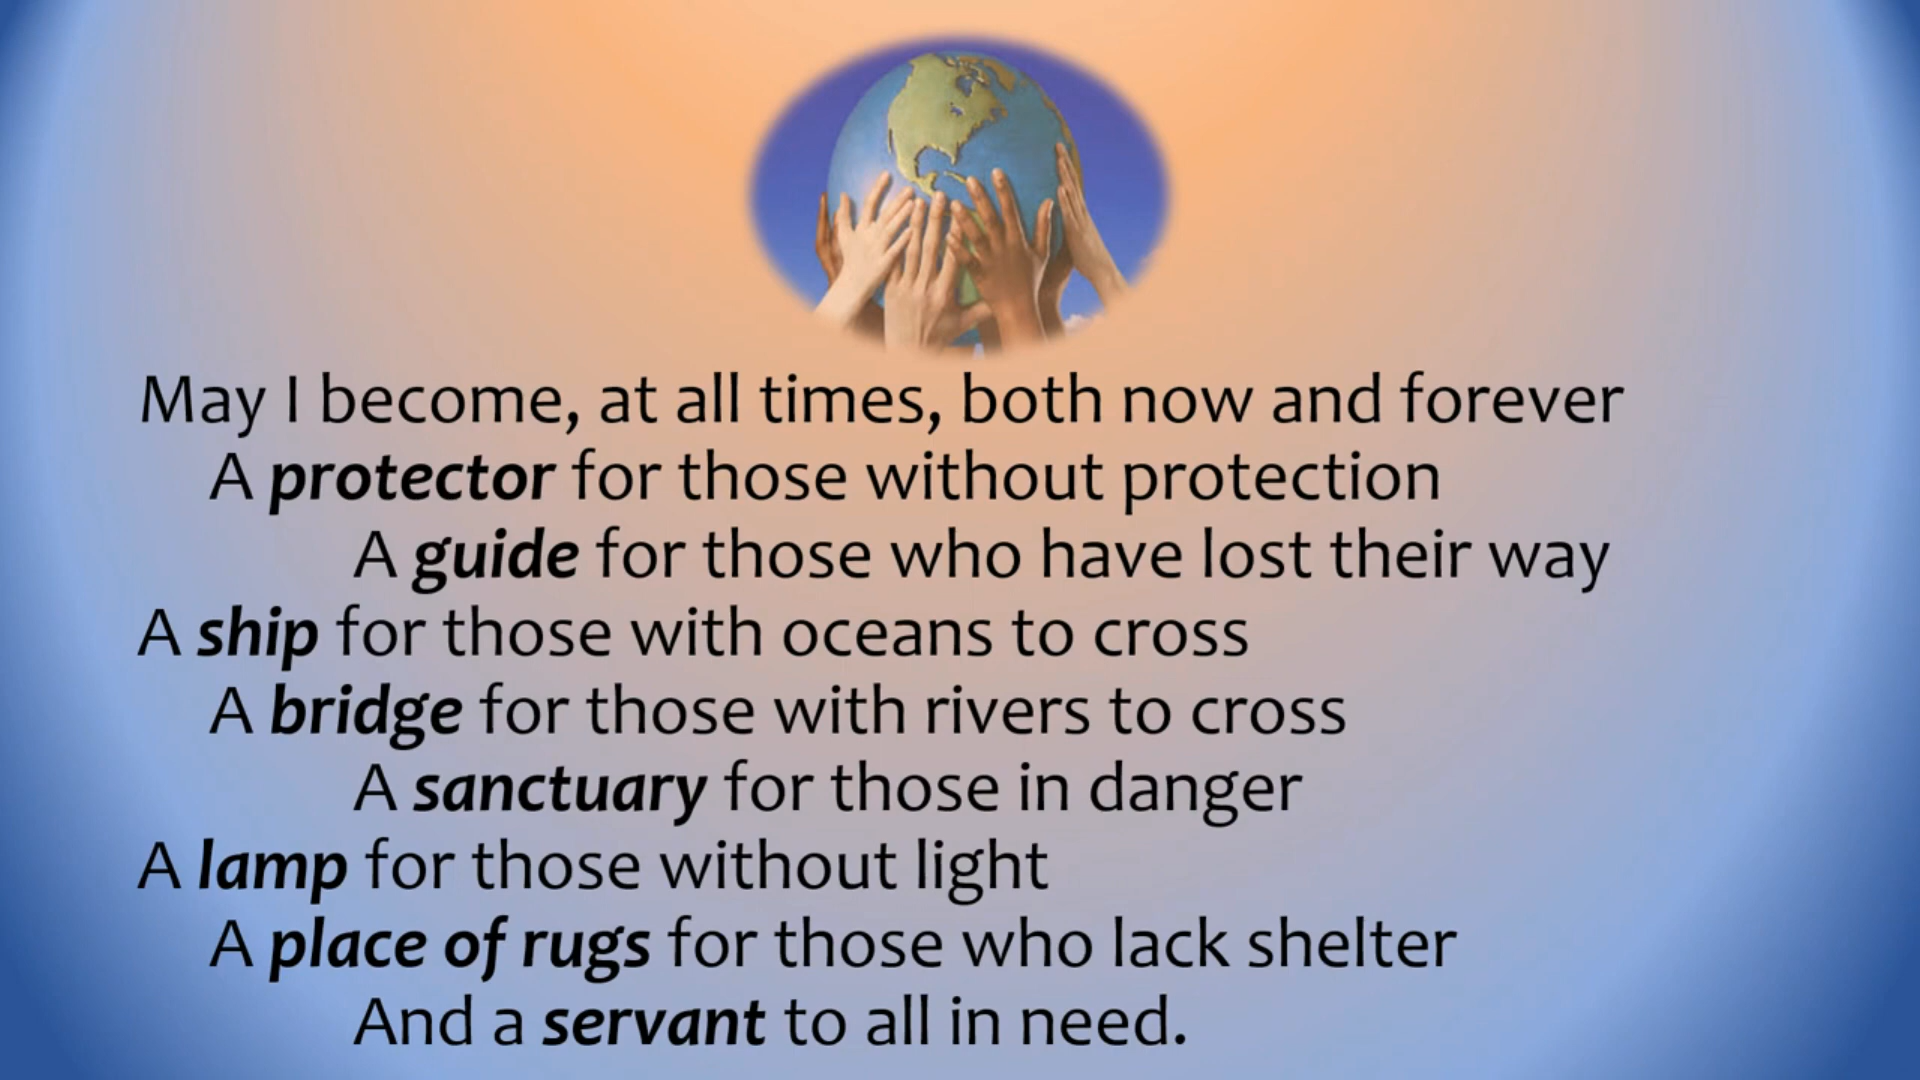 May I become, at all times, both now and forever
A protector for those without protection
A guide for those who have lost their way
A ship for those with oceans to cross
A bridge for those with rivers to cross
A sanctuary for those in danger
A lamp for those without light
A place of rugs for those who lack shelter
And a servant to all in need.